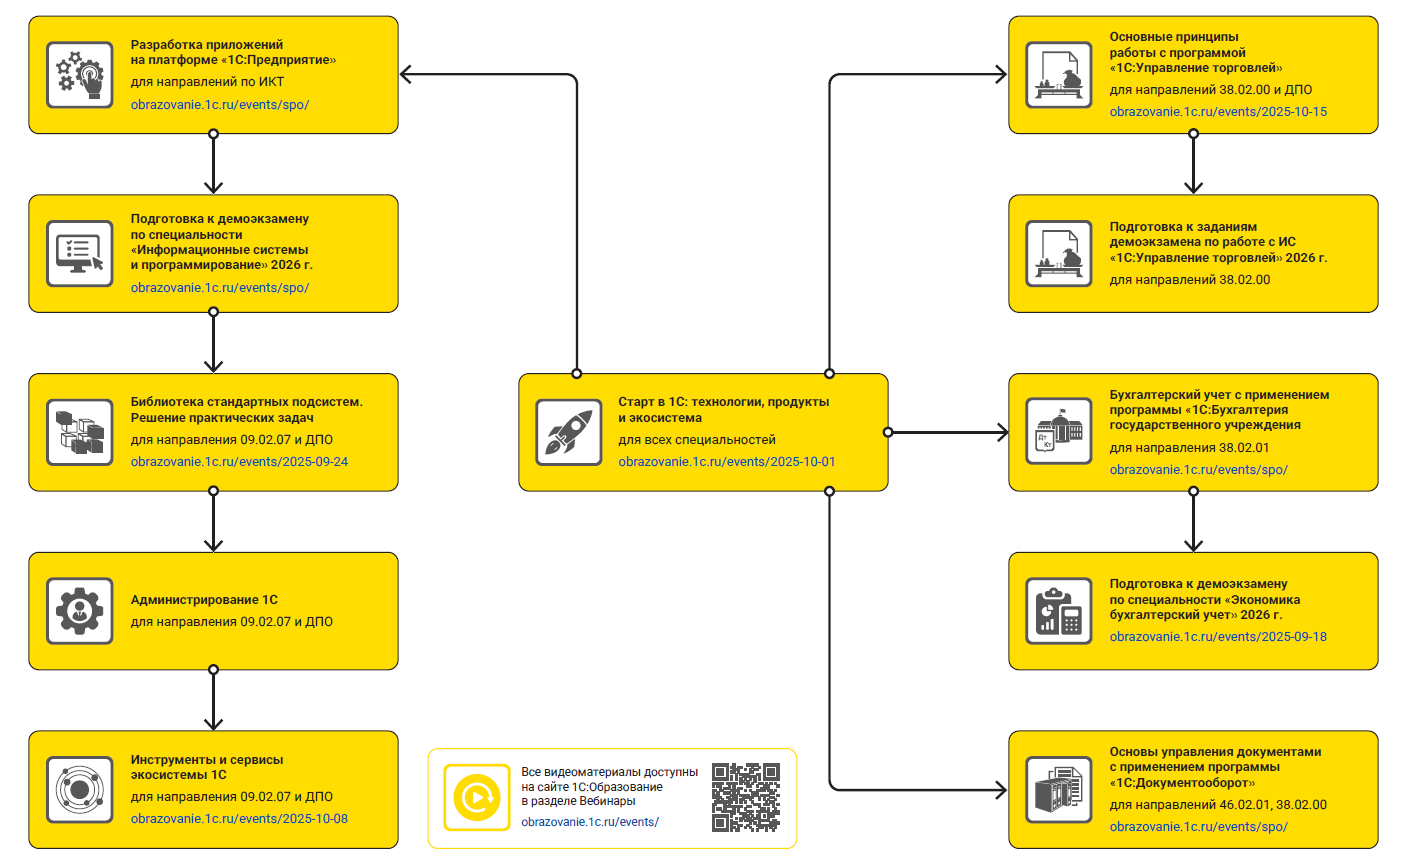 Разработка приложений
на платформе «1С:Предприятие»
для направлений по ИКТ
obrazovanie.1c.ru/events/spo/
Подготовка к демоэкзамену
по специальности
«Информационные системы
и программирование» 2026 г.
obrazovanie.1c.ru/events/spo/
Библиотека стандартных подсистем.
Решение практических задач
для направления 09.02.07 и ДПО
obrazovanie.1c.ru/events/2025-09-24
Администрирование 1С
для направления 09.02.07 и ДПО
Инструменты и сервисы
экосистемы 1С
для направления 09.02.07 и ДПО
obrazovanie.1c.ru/events/2025-10-08
Старт в 1С: технологии, продукты
и экосистема
для всех специальностей
obrazovanie.1c.ru/events/2025-10-01
Все видеоматериалы доступны
на сайте 1С:Образование
в разделе Вебинары
obrazovanie.1c.ru/events/
Основные принципы
работы с программой
«1С:Управление торговлей»
для направлений 38.02.00 и ДПО
obrazovanie.1c.ru/events/2025-10-15
Подготовка к заданиям
демоэкзамена по работе с ИС
«1С:Управление торговлей» 2026 г.
для направлений 38.02.00
Дт
Кт
Бухгалтерский учет с применением
программы «1С:Бухгалтерия
государственного учреждения
для направления 38.02.01
obrazovanie.1c.ru/events/spo/
Подготовка к демоэкзамену
по специальности «Экономика
бухгалтерский учет» 2026 г.
obrazovanie.1c.ru/events/2025-09-18
Основы управления документами
с применением программы
«1С:Документооборот»
для направлений 46.02.01, 38.02.00
obrazovanie.1c.ru/events/spo/